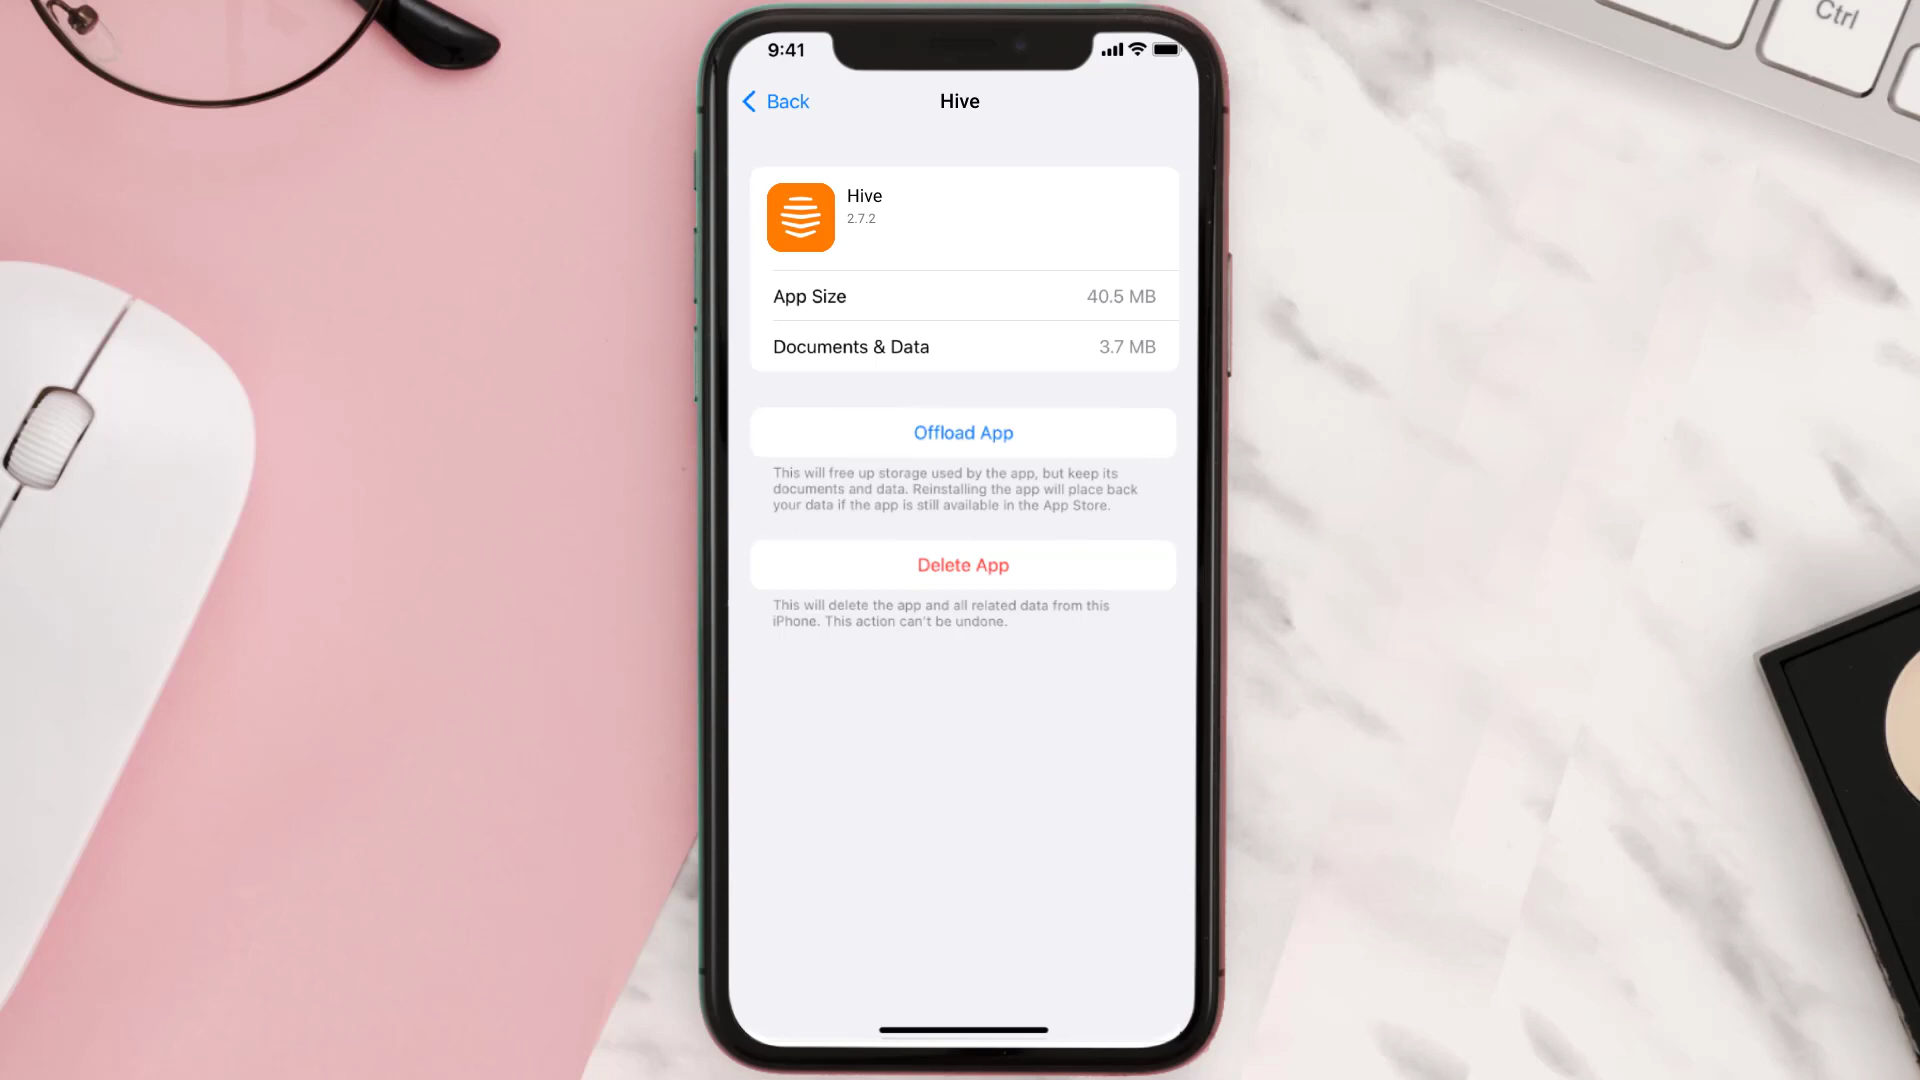 Ctrl
9:41
Back
Hive
Hive
2.7.2
App Size 40.5 MB
Documents & Data 3.7 MB
Offload App
This will free up storage used by the app, but keep its
documents and data. Reinstalling the app will place back
your data if the app is still available in the App Store.
Delete App
This will delete the app and all related data from this
iPhone. This action can't be undone.